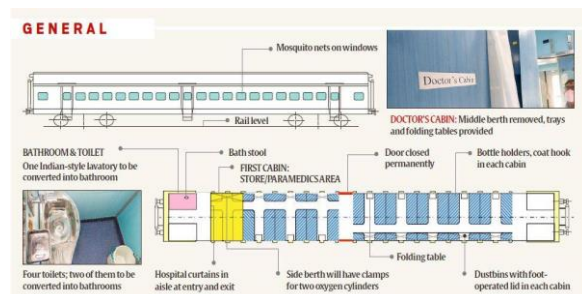 GENERAL
Mosquito nets on windows
Rail level
Doctor's Cabin
DOCTOR'S CABIN: Middle berth removed, trays
and folding tables provided
BATHROOM & TOILET
One Indian-style lavatory to be
converted into bathroom
Bath stool
FIRST CABIN:
STORE/PARAMEDICS AREA
Door closed
permanently
Bottle holders, coat hook
in each cabin
Four toilets; two of them to be
converted into bathrooms
Hospital curtains in
aisle at entry and exit
Side berth will have clamps
for two oxygen cylinders
Folding table
Dustbins with foot-
operated lid in each cabin